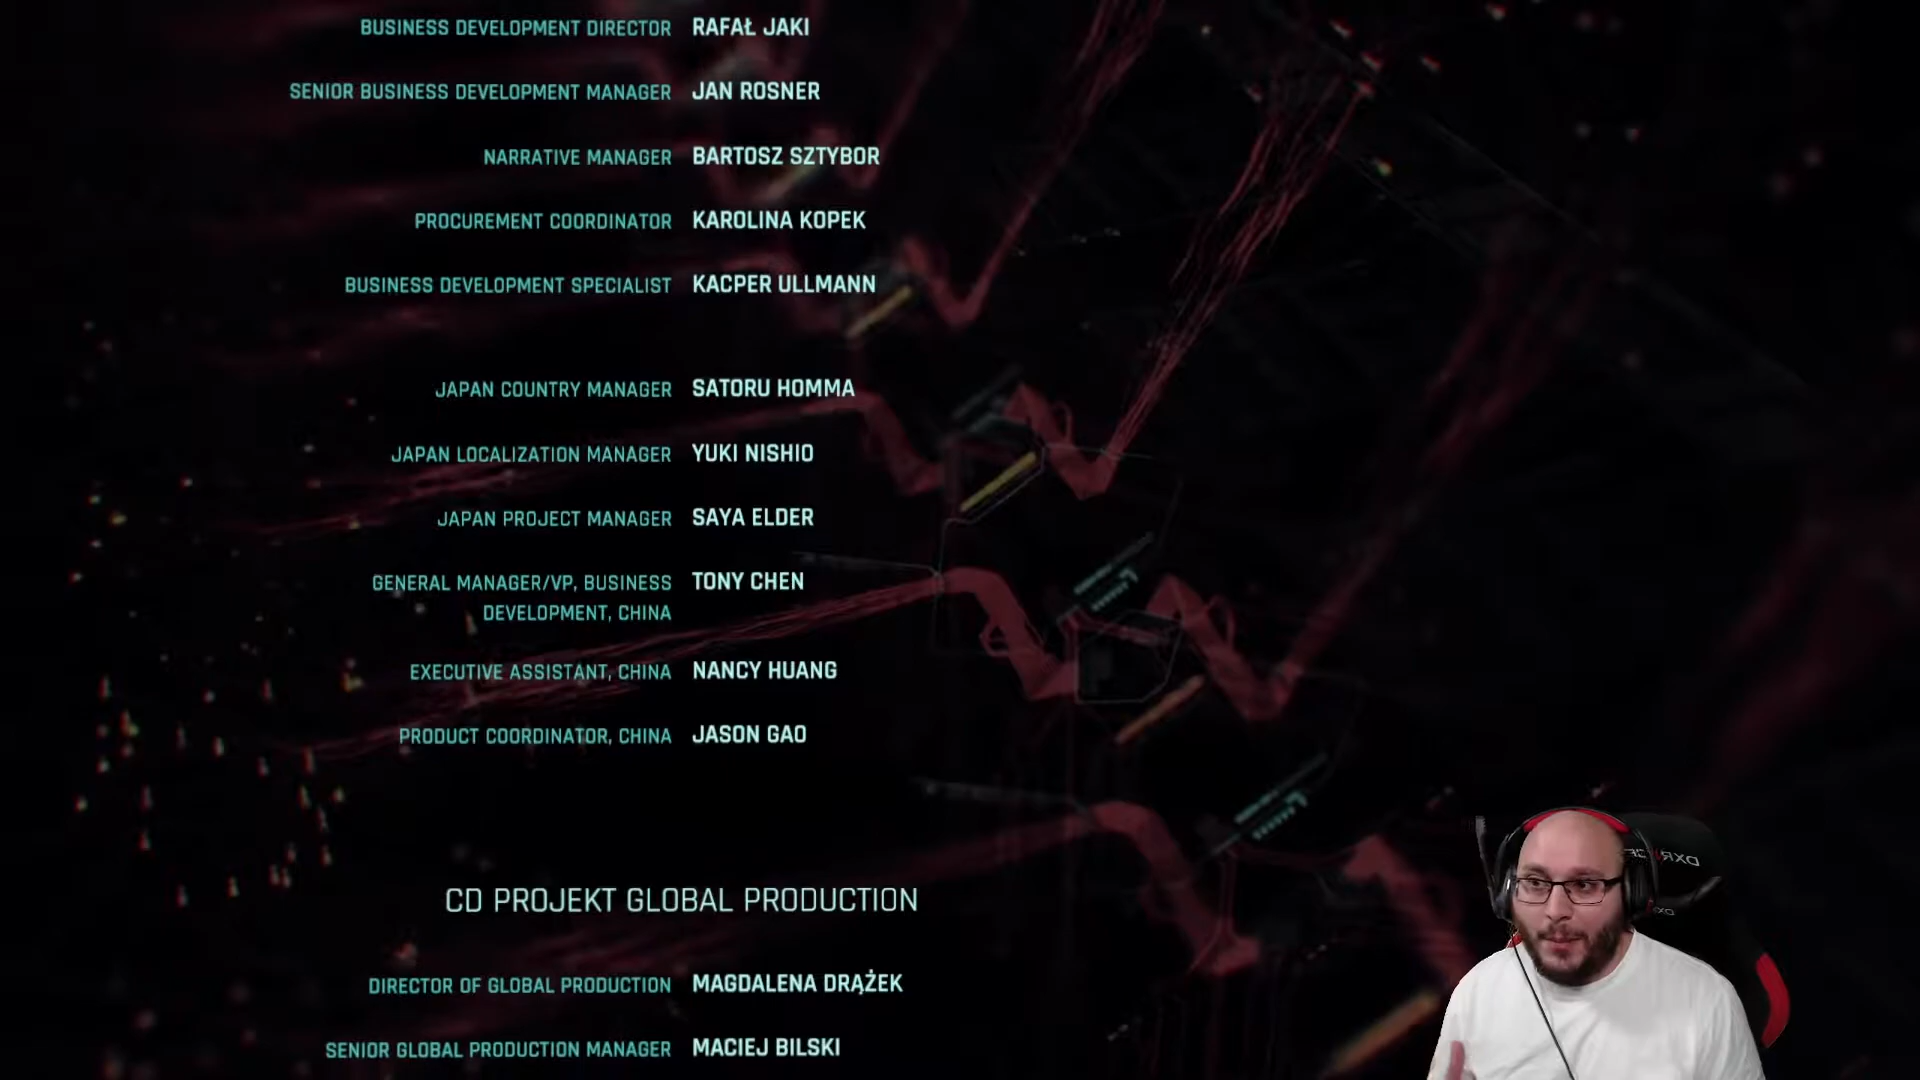 BUSINESS DEVELOPMENT DIRECTOR RAFAŁ JAKI
SENIOR BUSINESS DEVELOPMENT MANAGER JAN ROSNER
NARRATIVE MANAGER BARTOSZ SZTYBOR
PROCUREMENT COORDINATOR KAROLINA KOPEK
BUSINESS DEVELOPMENT SPECIALIST KACPER ULLMANN
JAPAN COUNTRY MANAGER SATORU HOMMA
JAPAN LOCALIZATION MANAGER YUKI NISHIO
JAPAN PROJECT MANAGER SAYA ELDER
GENERAL MANAGER/VP, BUSINESS TONY CHEN
DEVELOPMENT, CHINA
EXECUTIVE ASSISTANT, CHINA NANCY HUANG
PRODUCT COORDINATOR, CHINA JASON GAO
CD PROJEKT GLOBAL PRODUCTION
DIRECTOR OF GLOBAL PRODUCTION MAGDALENA DRĄŻEK
SENIOR GLOBAL PRODUCTION MANAGER MACIEJ BILSKI